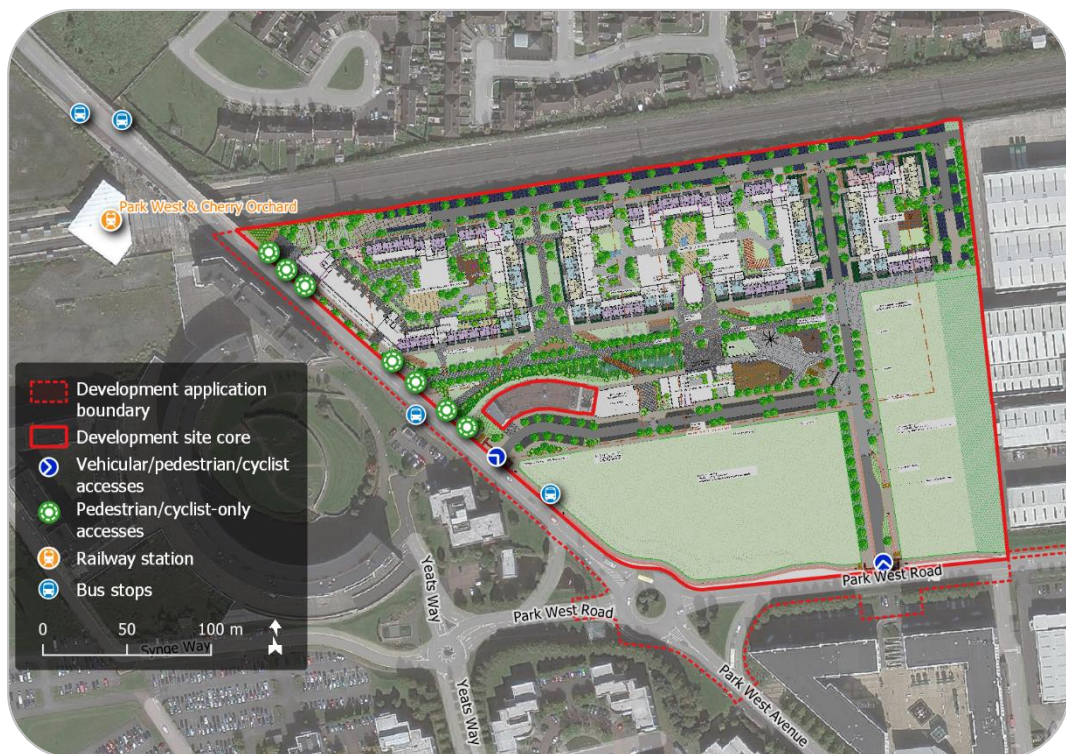 Park West & Cherry Orchard
Development application
boundary
Development site core
Vehicular/pedestrian/cyclist
accesses
Pedestrian/cyclist-only
accesses
Railway station
Bus stops
0 50 100 m
Synge Way
Yeats Way
Yeats Way
Park West Road
Park West Road
Park West Avenue